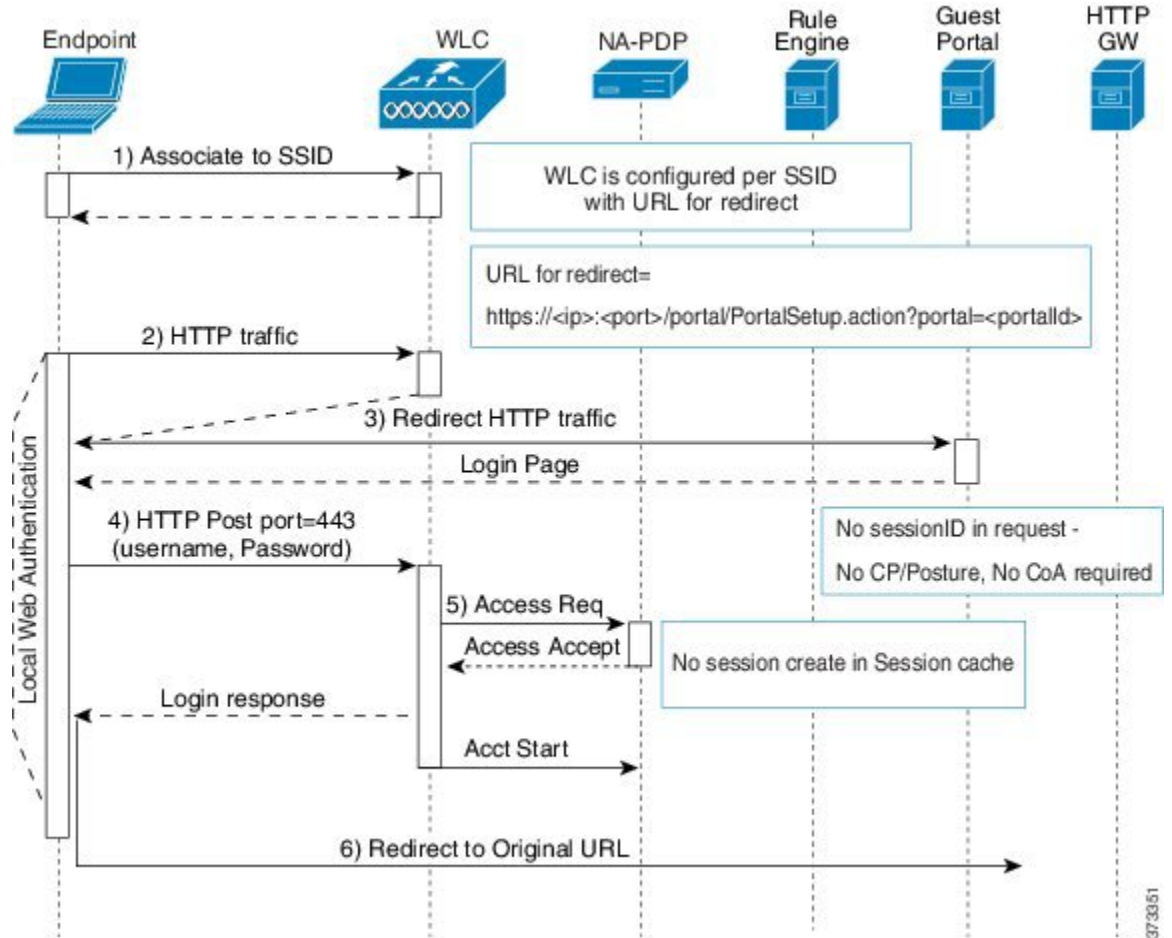 Endpoint
WLC
NA-PDP
Rule
Engine
Guest
Portal
HTTP
GW
1) Associate to SSID
WLC is configured per SSID
with URL for redirect
URL for redirect=
https://<ip>:<port>/portal/PortalSetup.action?portal=<portalId>
2) HTTP traffic
3) Redirect HTTP traffic
Login Page
Local Web Authentication
4) HTTP Post port=443
(username, Password)
No sessionID in request -
No CP/Posture, No CoA required
5) Access Req
Access Accept
No session create in Session cache
Login response
Acct Start
6) Redirect to Original URL
373351